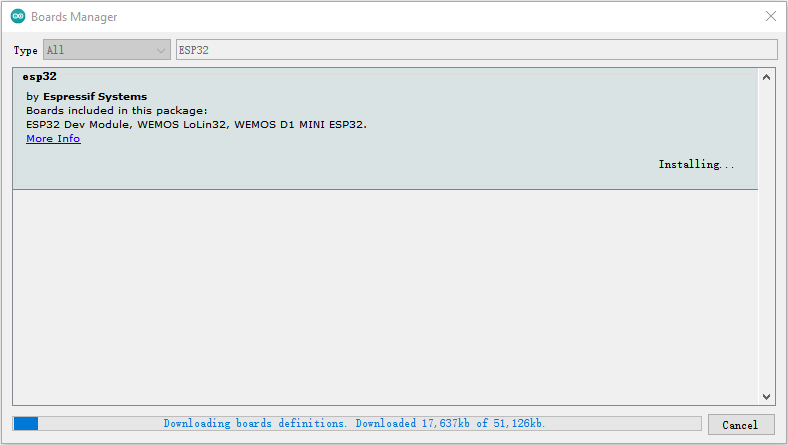 Boards Manager
Type All ESP32
esp32
by Espressif Systems
Boards included in this package:
ESP32 Dev Module, WEMOS LoLin32, WEMOS D1 MINI ESP32.
More Info
Installing...
Downloading boards definitions. Downloaded 17,637kb of 51,126kb.
Cancel